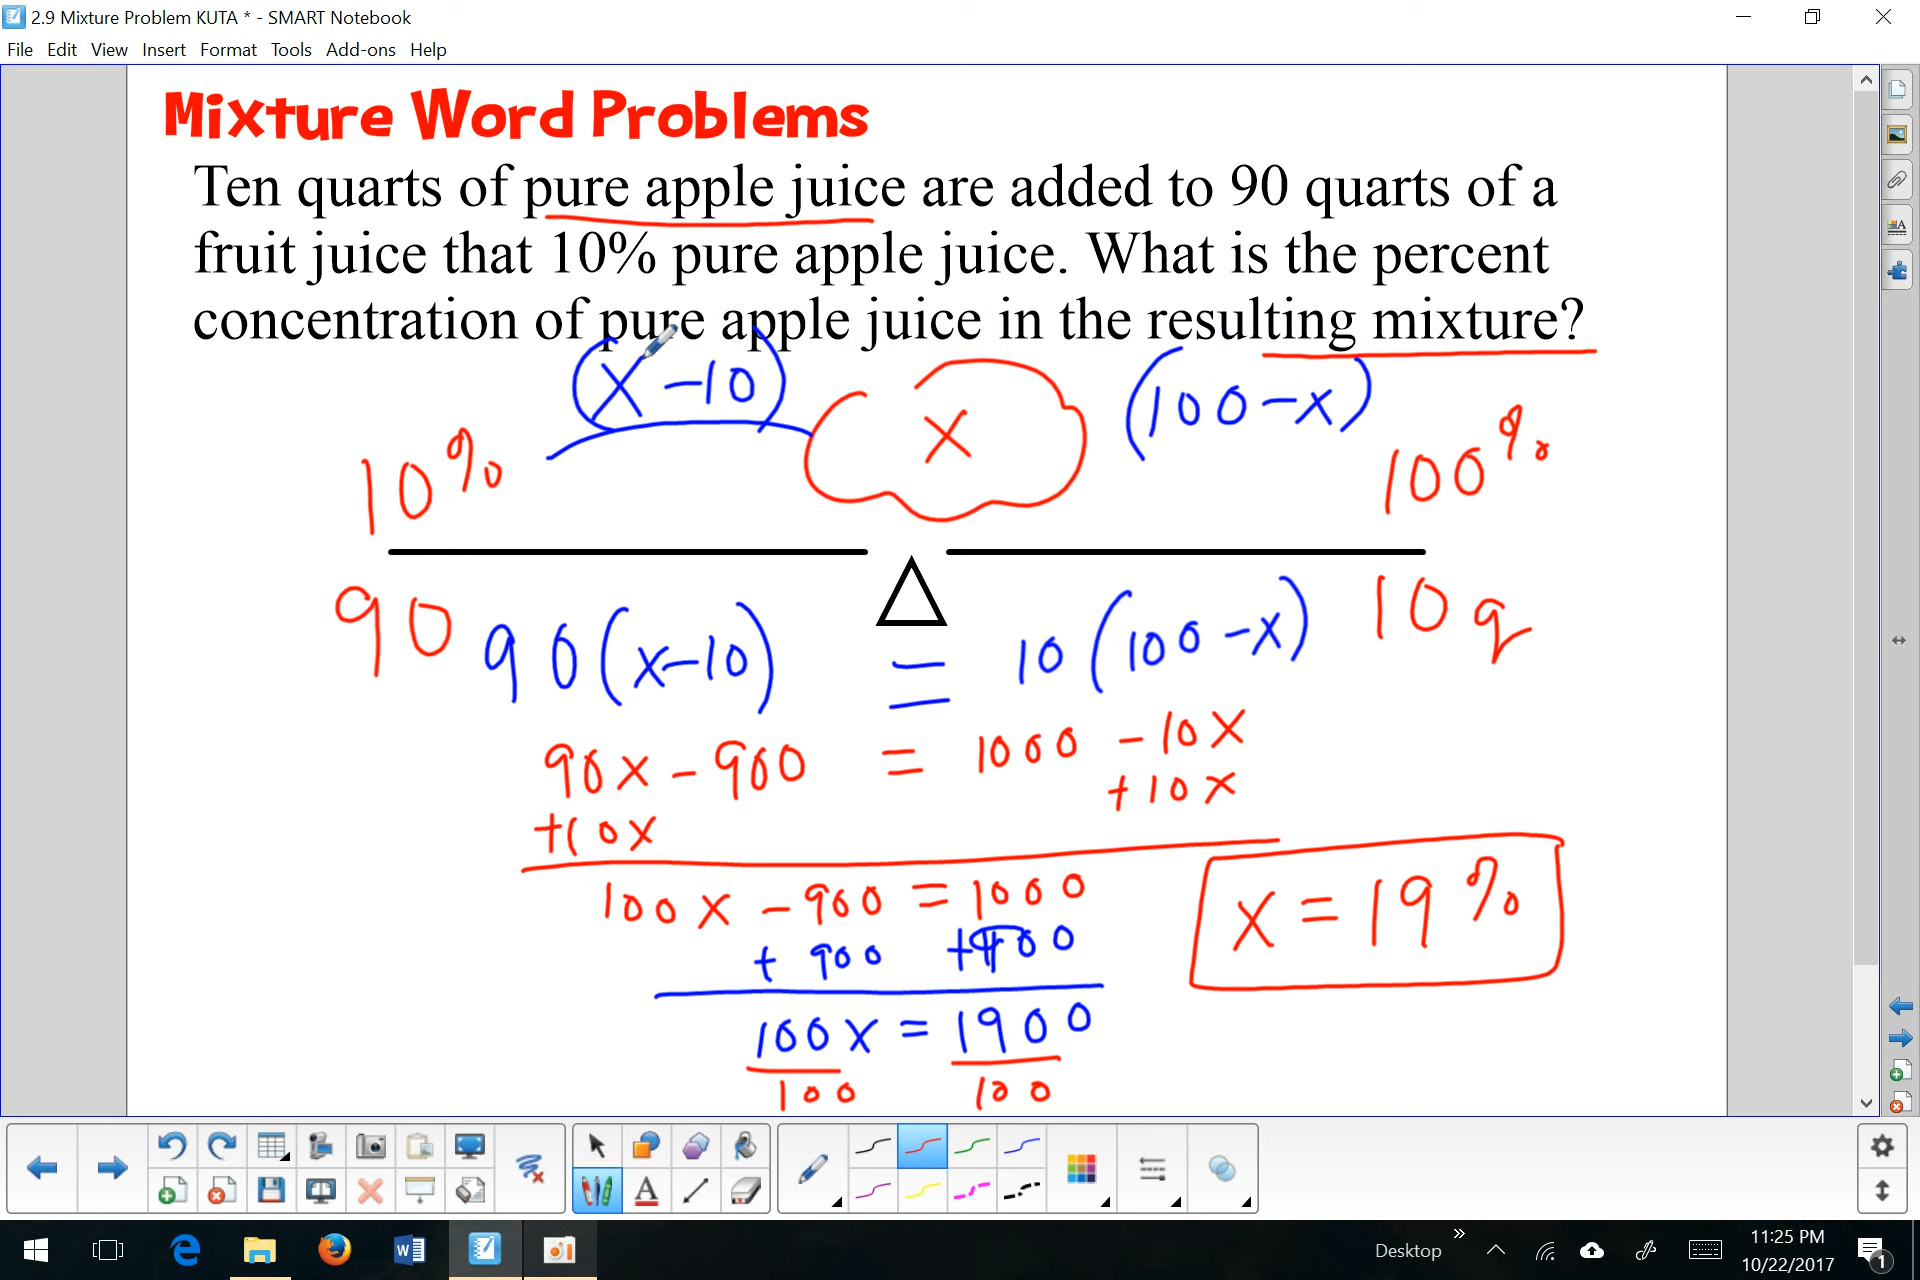 2.9 Mixture Problem KUTA * - SMART Notebook
File Edit View Insert Format Tools Add-ons Help
Mixture Word Problems
Ten quarts of pure apple juice are added to 90 quarts of a
fruit juice that 10% pure apple juice. What is the percent
concentration of pure apple juice in the resulting mixture?
(x-10) x (100-x)
10% 100%
90 10 q
90(x-10) = 10(100-x)
90x - 900 = 1000 - 10x
+10x +10x
100x - 900 = 1000
+ 900
100x = 1900
100 100
x = 19%
Desktop
11:25 PM
10/22/2017
1